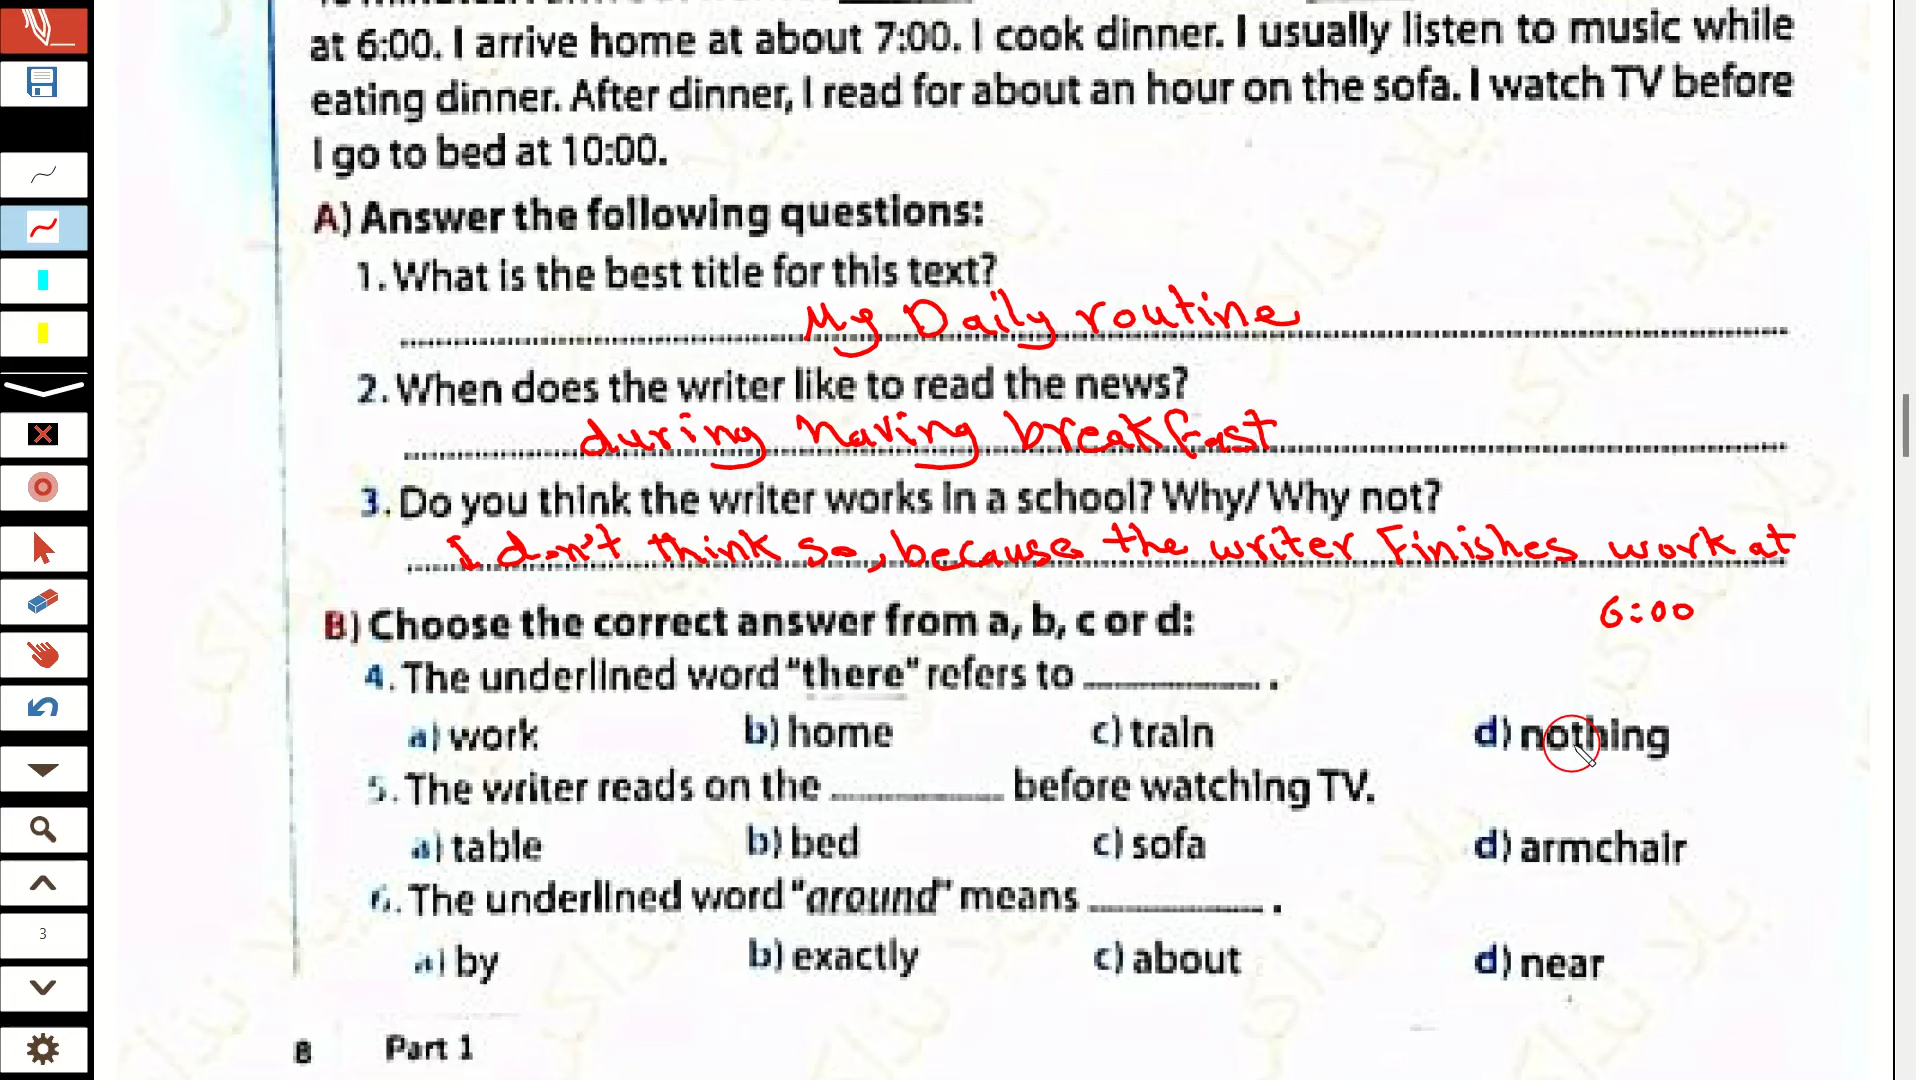 at 6:00. I arrive home at about 7:00. I cook dinner. I usually listen to music while
eating dinner. After dinner, I read for about an hour on the sofa. I watch TV before
I go to bed at 10:00.
A) Answer the following questions:
1. What is the best title for this text?
My Daily routine
2. When does the writer like to read the news?
during having breakfast
3. Do you think the writer works in a school? Why/ Why not?
I don't think so, because the writer Finishes work at
6:00
B) Choose the correct answer from a, b, c or d:
4. The underlined word "there" refers to ............ .
a) work b) home c) train d) nothing
5. The writer reads on the ............ before watching TV.
a) table b) bed c) sofa d) armchair
6. The underlined word "around" means ............ .
a) by b) exactly c) about d) near
8 Part 1
3